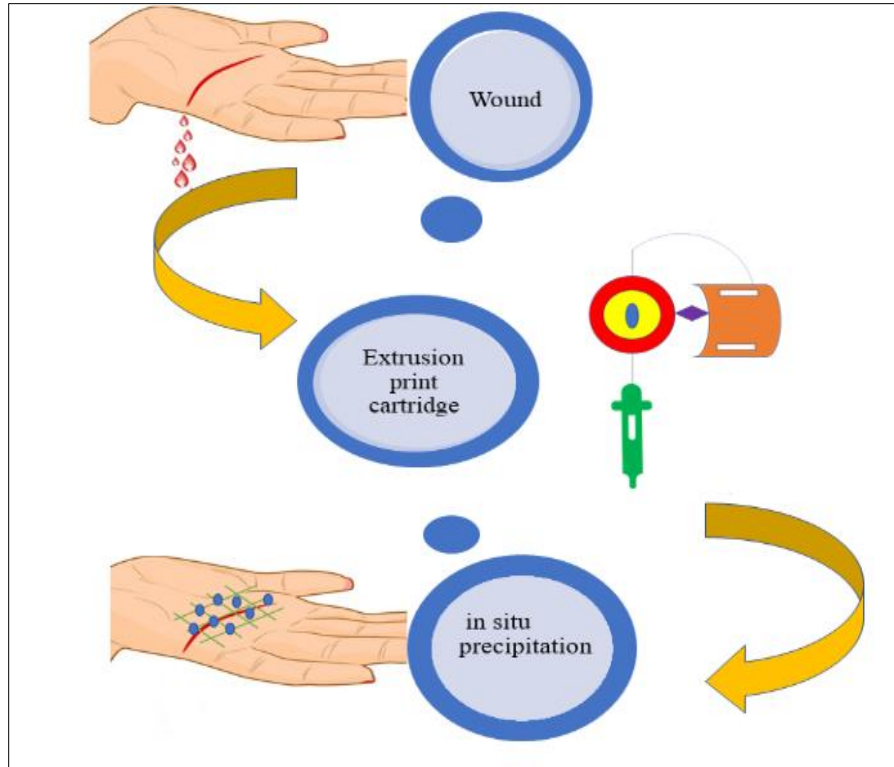 Wound
Extrusion
print
cartridge
in situ
precipitation